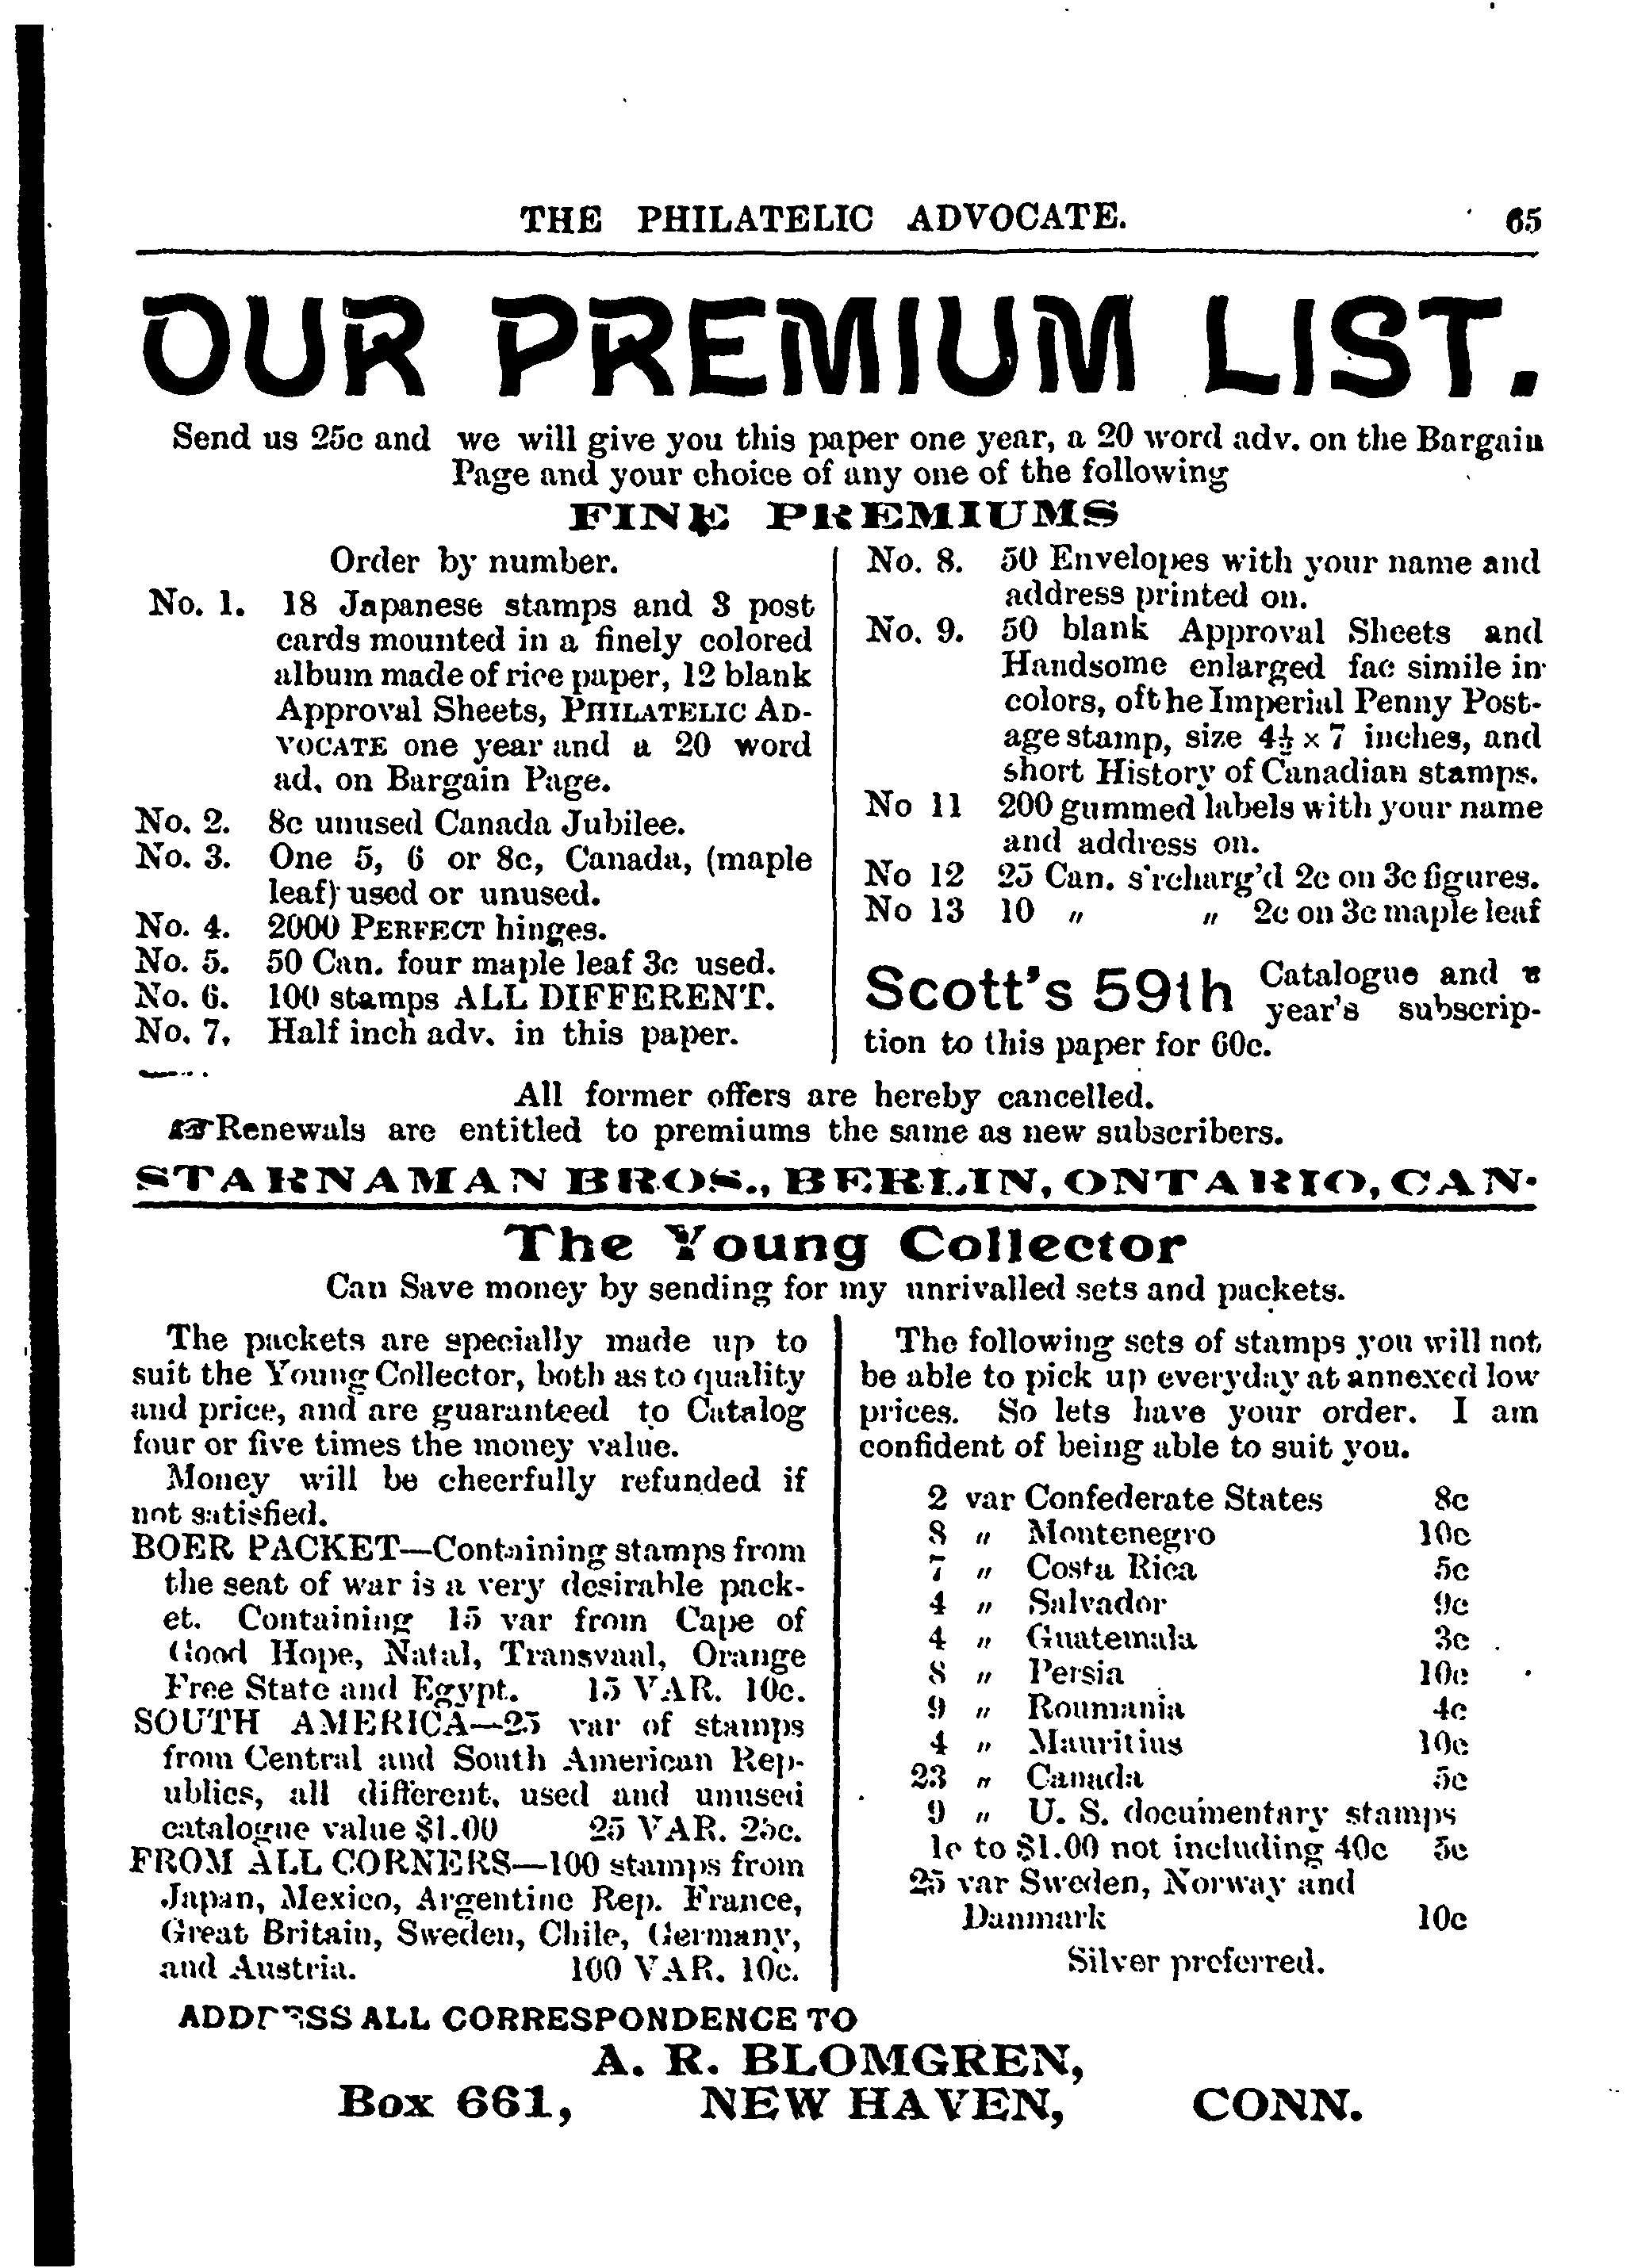 THE PHILATELIC ADVOCATE. 65
OUR PREMIUM LIST.
Send us 25c and we will give you this paper one year, a 20 word adv. on the Bargain
Page and your choice of any one of the following
FINE PREMIUMS
Order by number.
No. 1. 18 Japanese stamps and 3 post
cards mounted in a finely colored
album made of rice paper, 12 blank
Approval Sheets, PHILATELIC AD-
VOCATE one year and a 20 word
ad. on Bargain Page.
No. 2. 8c unused Canada Jubilee.
No. 3. One 5, 6 or 8c, Canada, (maple
leaf) used or unused.
No. 4. 2000 PERFECT hinges.
No. 5. 50 Can. four maple leaf 3c used.
No. 6. 100 stamps ALL DIFFERENT.
No. 7. Half inch adv. in this paper.
No. 8. 50 Envelopes with your name and
address printed on.
No. 9. 50 blank Approval Sheets and
Handsome enlarged fac simile in
colors, ofthe Imperial Penny Post-
age stamp, size 4½ x 7 inches, and
short History of Canadian stamps.
No 11 200 gummed labels with your name
and address on.
No 12 25 Can. s'rcharg'd 2c on 3c figures.
No 13 10 " " 2c on 3c maple leaf
Scott's 59th Catalogue and a
year's subscrip-
tion to this paper for 60c.
All former offers are hereby cancelled.
☞Renewals are entitled to premiums the same as new subscribers.
STARNAMAN BROS., BERLIN, ONTARIO, CAN.
The Young Collector
Can Save money by sending for my unrivalled sets and packets.
The packets are specially made up to
suit the Young Collector, both as to quality
and price, and are guaranteed to Catalog
four or five times the money value.
Money will be cheerfully refunded if
not satisfied.
BOER PACKET—Containing stamps from
the seat of war is a very desirable pack-
et. Containing 15 var from Cape of
Good Hope, Natal, Transvaal, Orange
Free State and Egypt. 15 VAR. 10c.
SOUTH AMERICA—25 var of stamps
from Central and South American Rep-
ublics, all different, used and unused
catalogue value $1.00 25 VAR. 25c.
FROM ALL CORNERS—100 stamps from
Japan, Mexico, Argentine Rep. France,
Great Britain, Sweden, Chile, Germany,
and Austria. 100 VAR. 10c.
The following sets of stamps you will not
be able to pick up everyday at annexed low
prices. So lets have your order. I am
confident of being able to suit you.
2 var Confederate States 8c
8 " Montenegro 10c
7 " Costa Rica 5c
4 " Salvador 9c
4 " Guatemala 3c
8 " Persia 10c
9 " Roumania 4c
4 " Mauritius 10c
23 " Canada 5c
9 " U. S. documentary stamps
1c to $1.00 not including 40c 5c
25 var Sweden, Norway and
Danmark 10c
Silver preferred.
ADDRESS ALL CORRESPONDENCE TO
A. R. BLOMGREN,
Box 661, NEW HAVEN, CONN.